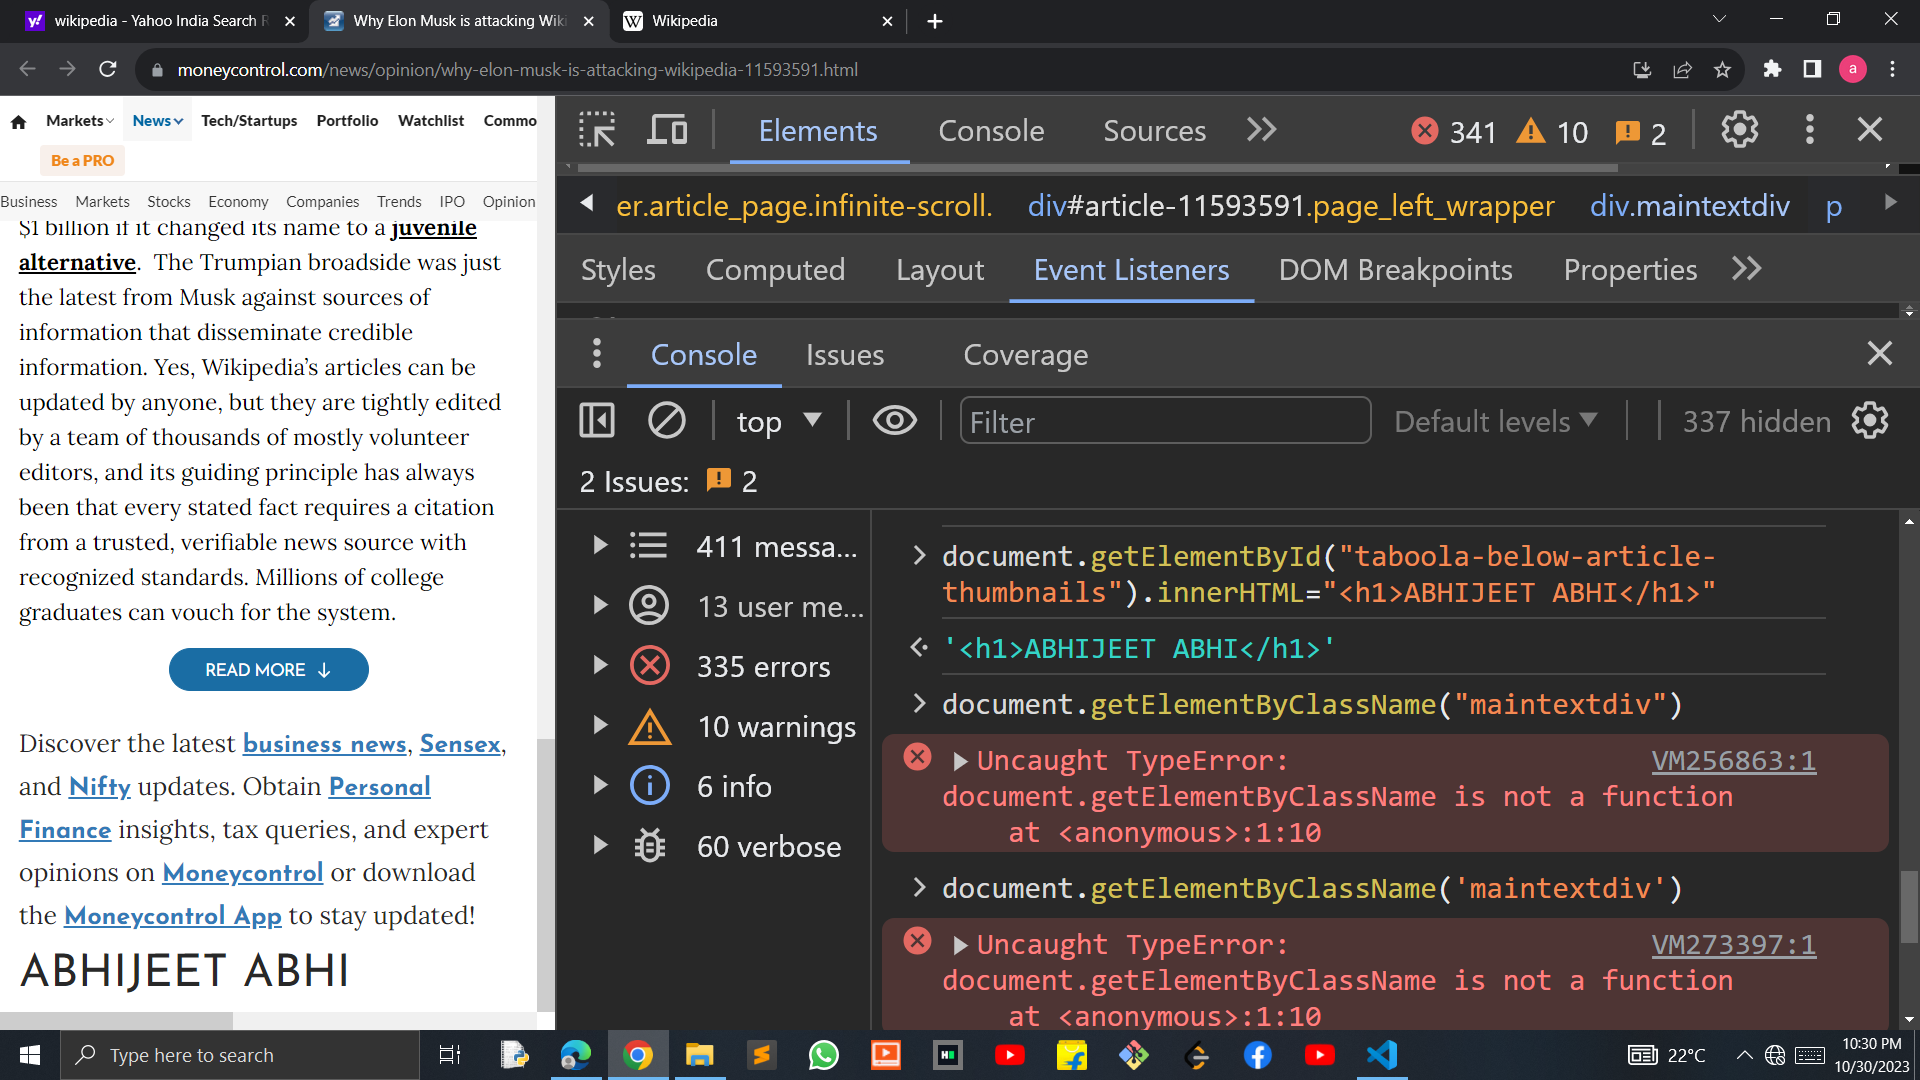 wikipedia - Yahoo India Search R
Why Elon Musk is attacking Wiki
Wikipedia
moneycontrol.com/news/opinion/why-elon-musk-is-attacking-wikipedia-11593591.html
a
Markets
News
Tech/Startups
Portfolio
Watchlist
Commo
Be a PRO
Business Markets Stocks Economy Companies Trends IPO Opinion
$1 billion if it changed its name to a juvenile
alternative. The Trumpian broadside was just
the latest from Musk against sources of
information that disseminate credible
information. Yes, Wikipedia’s articles can be
updated by anyone, but they are tightly edited
by a team of thousands of mostly volunteer
editors, and its guiding principle has always
been that every stated fact requires a citation
from a trusted, verifiable news source with
recognized standards. Millions of college
graduates can vouch for the system.
READ MORE ↓
Discover the latest business news, Sensex,
and Nifty updates. Obtain Personal
Finance insights, tax queries, and expert
opinions on Moneycontrol or download
the Moneycontrol App to stay updated!
ABHIJEET ABHI
Elements Console Sources 341 10 2
er.article_page.infinite-scroll. div#article-11593591.page_left_wrapper div.maintextdiv p
Styles Computed Layout Event Listeners DOM Breakpoints Properties
Console Issues Coverage
top Filter Default levels 337 hidden
2 Issues: 2
411 messa...
13 user me...
335 errors
10 warnings
6 info
60 verbose
> document.getElementById("taboola-below-article-
thumbnails").innerHTML="<h1>ABHIJEET ABHI</h1>"
'<h1>ABHIJEET ABHI</h1>'
> document.getElementByClassName("maintextdiv")
Uncaught TypeError: VM256863:1
document.getElementByClassName is not a function
at <anonymous>:1:10
> document.getElementByClassName('maintextdiv')
Uncaught TypeError: VM273397:1
document.getElementByClassName is not a function
at <anonymous>:1:10
Type here to search
22°C
10:30 PM
10/30/2023